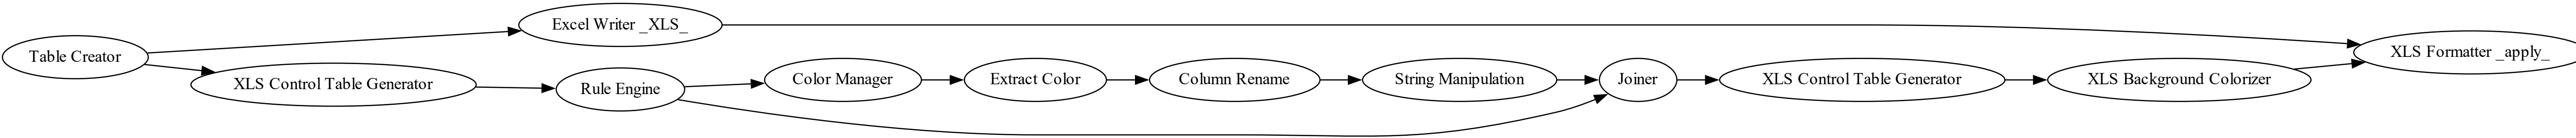 Table Creator
Excel Writer _XLS_
XLS Control Table Generator
Rule Engine
Color Manager
Extract Color
Column Rename
String Manipulation
Joiner
XLS Control Table Generator
XLS Background Colorizer
XLS Formatter _apply_